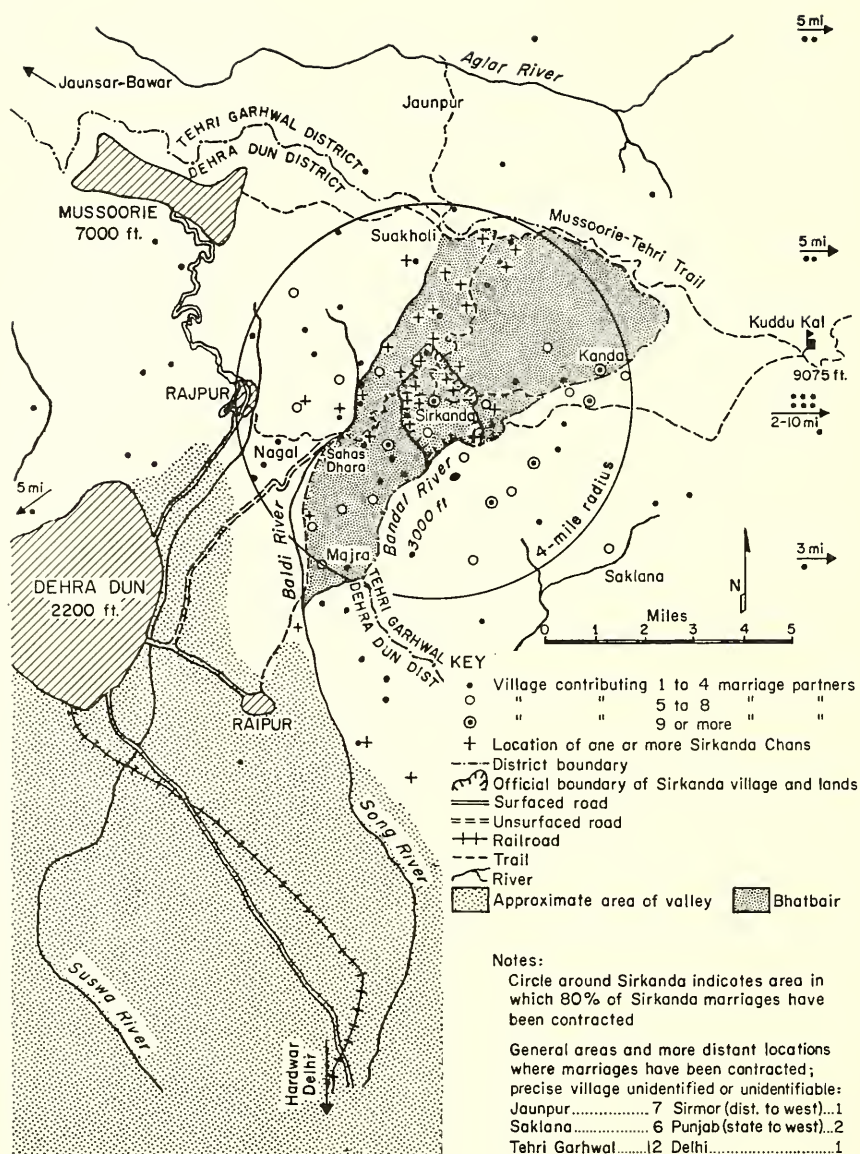 5 mi
Aglar River
Jaunsar-Bawar
Jaunpur
TEHRI GARHWAL DISTRICT
DEHRA DUN DISTRICT
MUSSOORIE
7000 ft.
Suakholi
Mussoorie-Tehri Trail
5 mi
Kuddu Kal
9075 ft.
Kanda
RAJPUR
Sirkanda
2-10 mi
Nagal
Sahas
Dhara
5 mi
Bandal River
3000 ft
4-mile radius
Baldi River
Majra
3 mi
DEHRA DUN
2200 ft.
TEHRI GARHWAL
DEHRA DUN DIST
Saklana
N
Miles
0 1 2 3 4 5
RAIPUR
KEY
Village contributing 1 to 4 marriage partners
" " 5 to 8 " "
" " 9 or more " "
Location of one or more Sirkanda Chans
District boundary
Official boundary of Sirkanda village and lands
Surfaced road
Unsurfaced road
Railroad
Trail
River
Approximate area of valley Bhatbair
Song River
Suswa River
Hardwar
Delhi
Notes:
Circle around Sirkanda indicates area in
which 80% of Sirkanda marriages have
been contracted
General areas and more distant locations
where marriages have been contracted;
precise village unidentified or unidentifiable:
Jaunpur................7 Sirmor (dist. to west)...1
Saklana................6 Punjab (state to west)...2
Tehri Garhwal......12 Delhi............................1